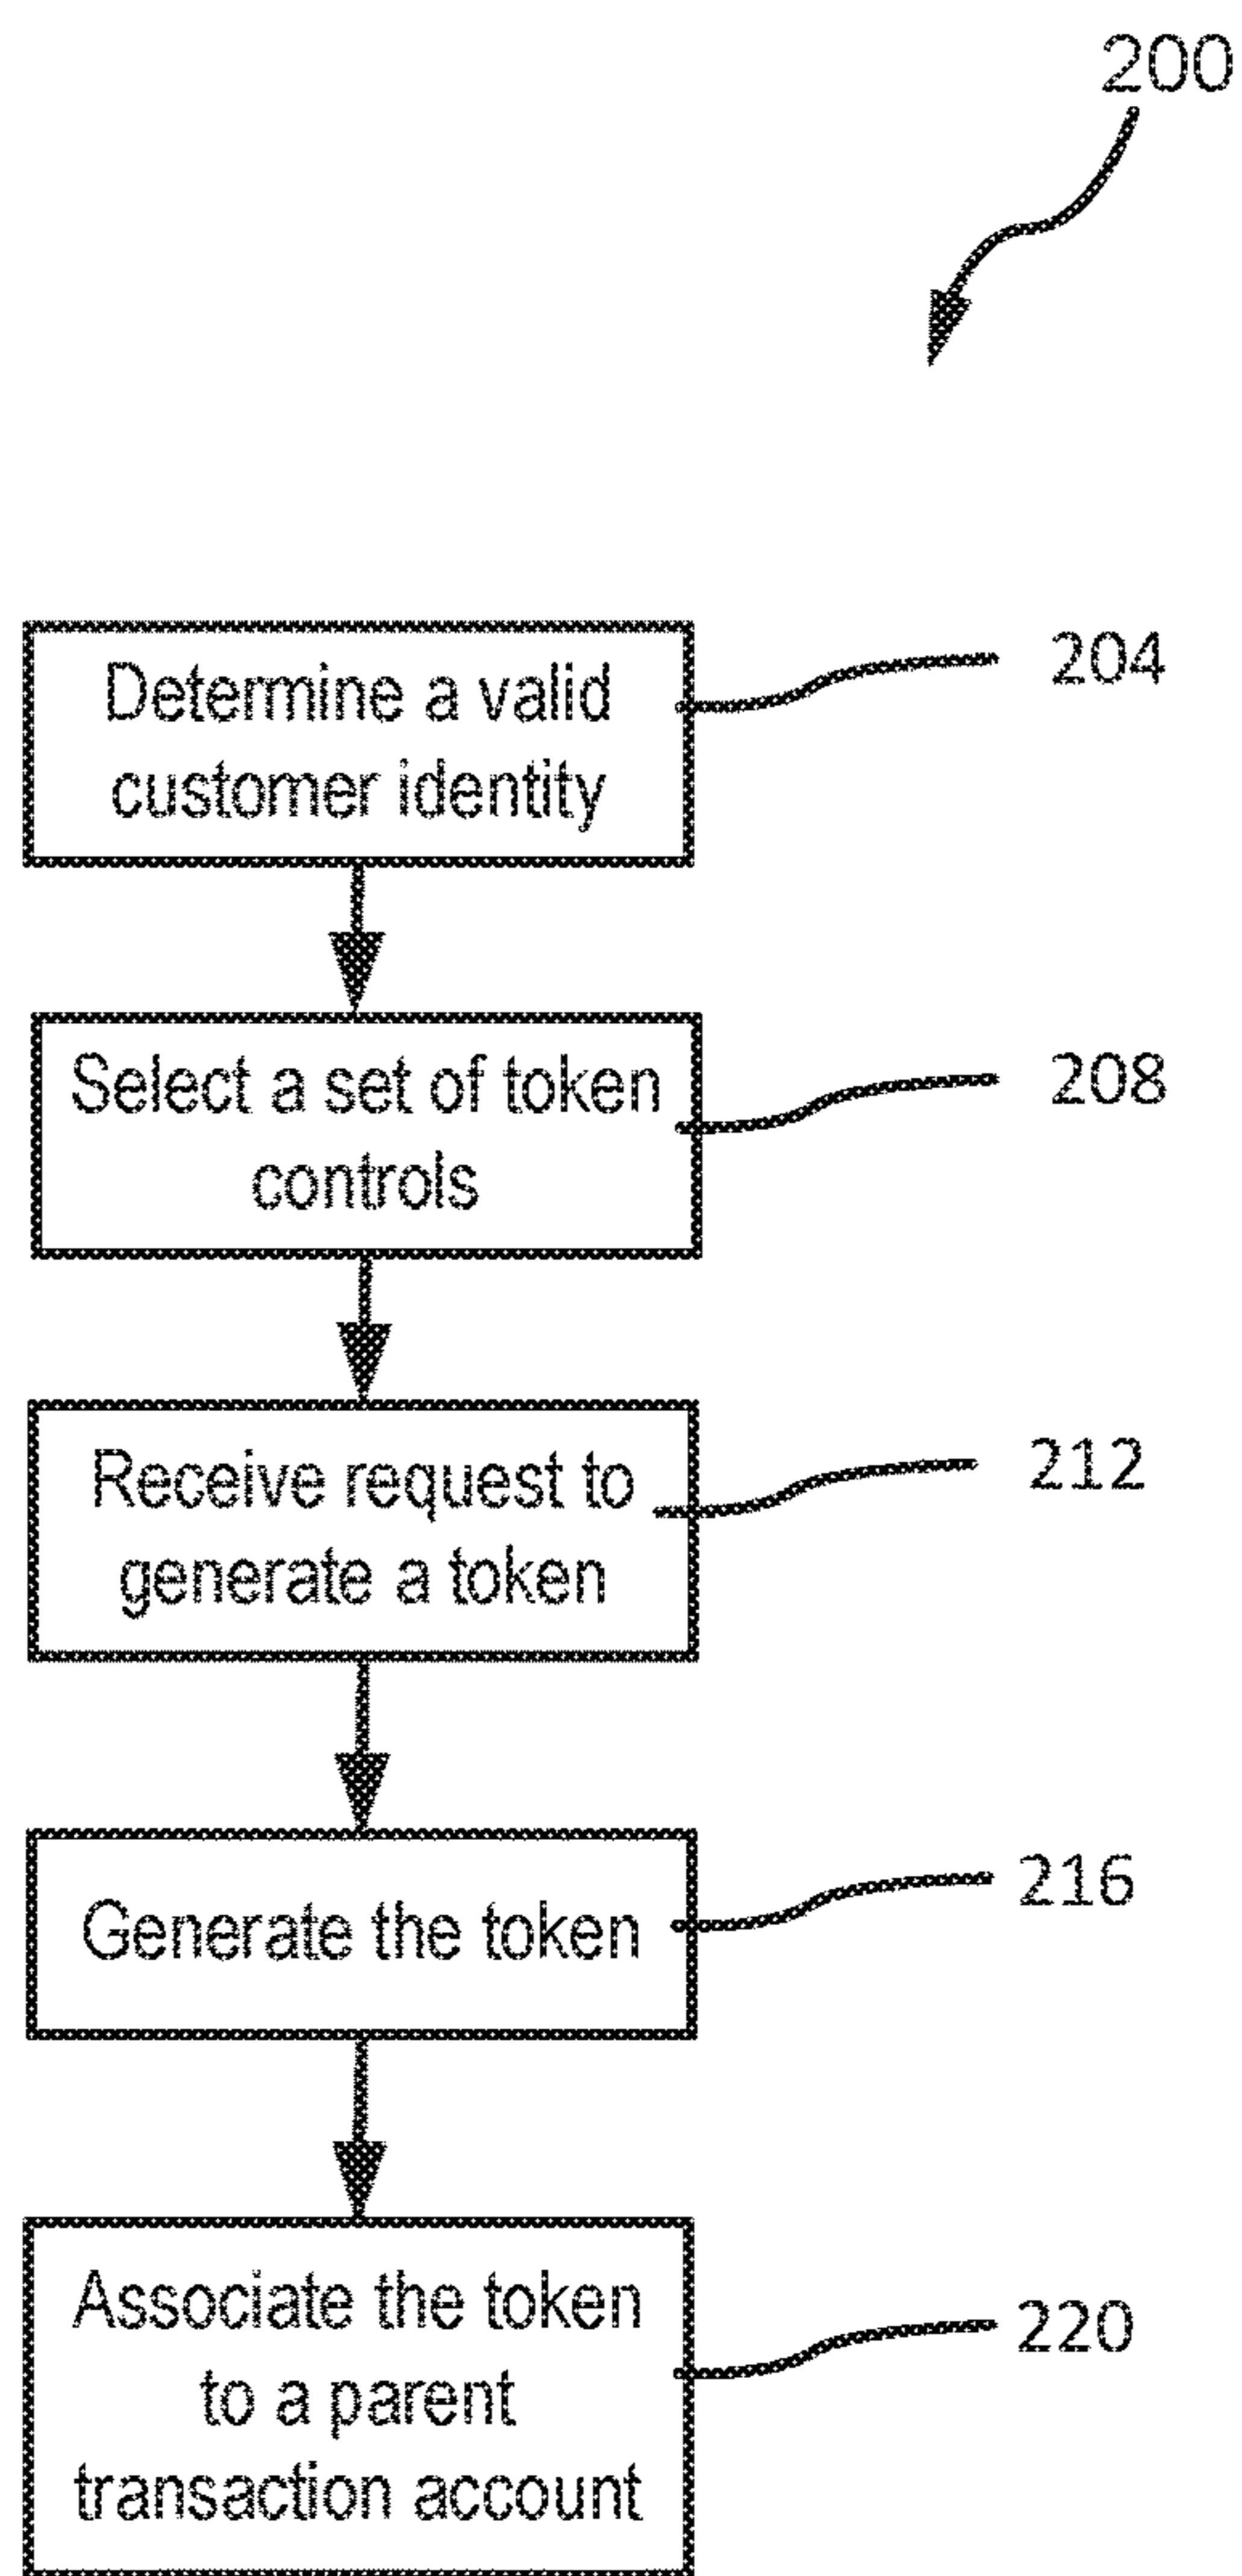 200
Determine a valid
customer identity
204
Select a set of token
controls
208
Receive request to
generate a token
212
Generate the token
216
Associate the token
to a parent
transaction account
220